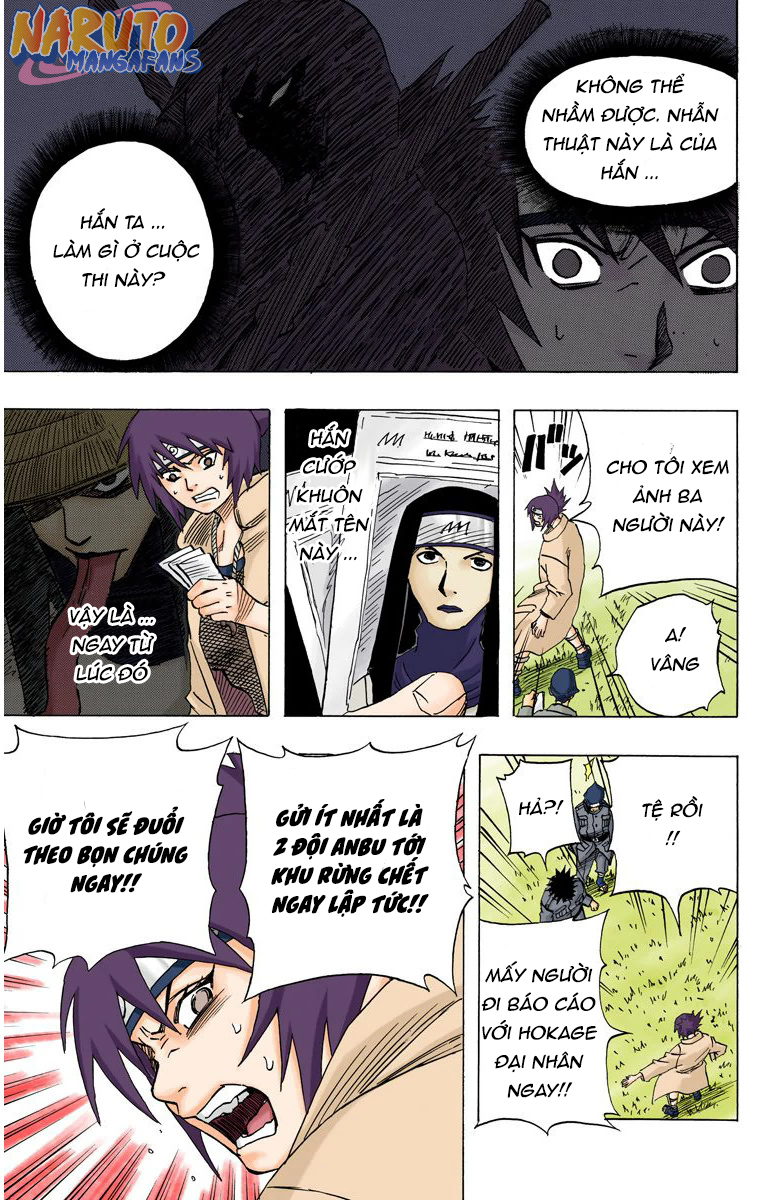 NARUTO
MANGAFANS
KHÔNG THỂ
NHẦM ĐƯỢC. NHẪN
THUẬT NÀY LÀ CỦA
HẮN ...
HẮN TA ...
LÀM GÌ Ở CUỘC
THI NÀY?
CHO TÔI XEM
ẢNH BA
NGƯỜI NÀY!
A!
VÂNG
HẮN
CƯỚP
KHUÔN
MẮT TÊN
NÀY ...
VẬY LÀ ...
NGAY TỪ
LÚC ĐÓ
TỆ RỒI
!!
HẢ?!
MẤY NGƯỜI
ĐI BÁO CÁO
VỚI HOKAGE
ĐẠI NHÂN
NGAY!!
GỬI ÍT NHẤT LÀ
2 ĐỘI ANBU TỚI
KHU RỪNG CHẾT
NGAY LẬP TỨC!!
GIỜ TÔI SẼ ĐUỔI
THEO BỌN CHÚNG
NGAY!!